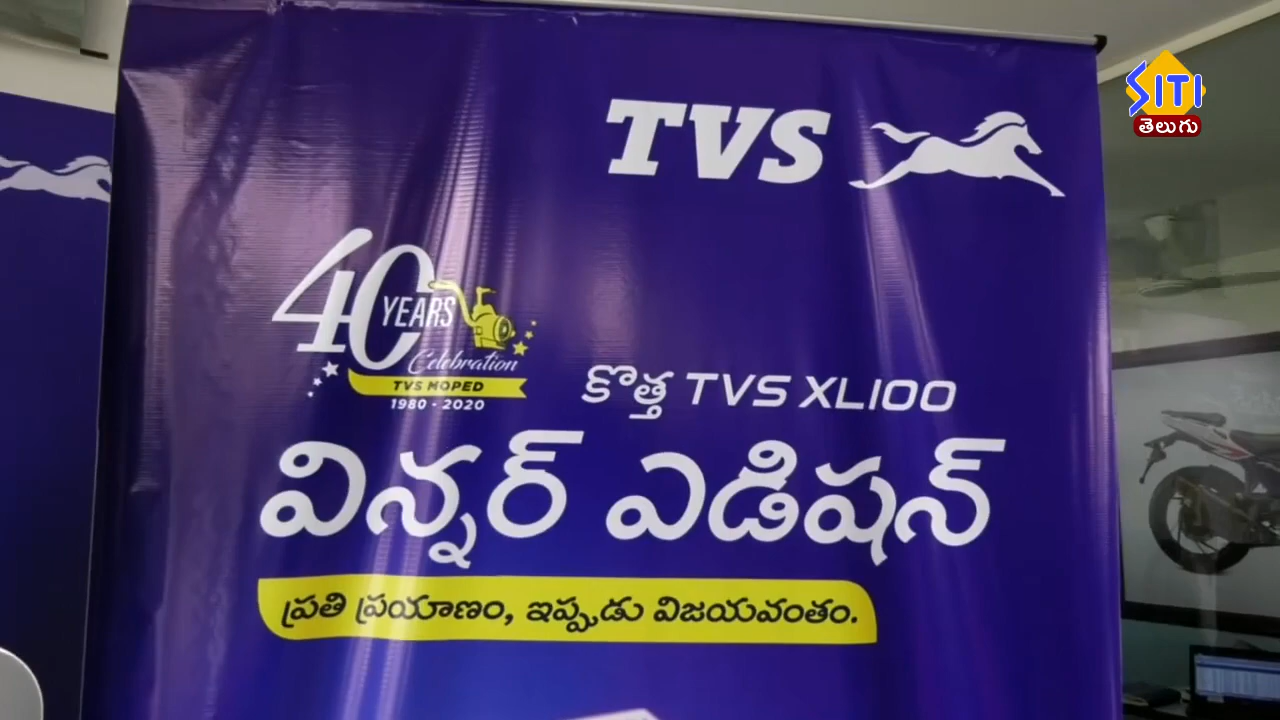 TVS
SITI
తెలుగు
40 YEARS
Celebration
TVS MOPED
1980 - 2020
కొత్త TVS XL100
విన్నర్ ఎడిషన్
ప్రతి ప్రయాణం, ఇప్పుడు విజయవంతం.